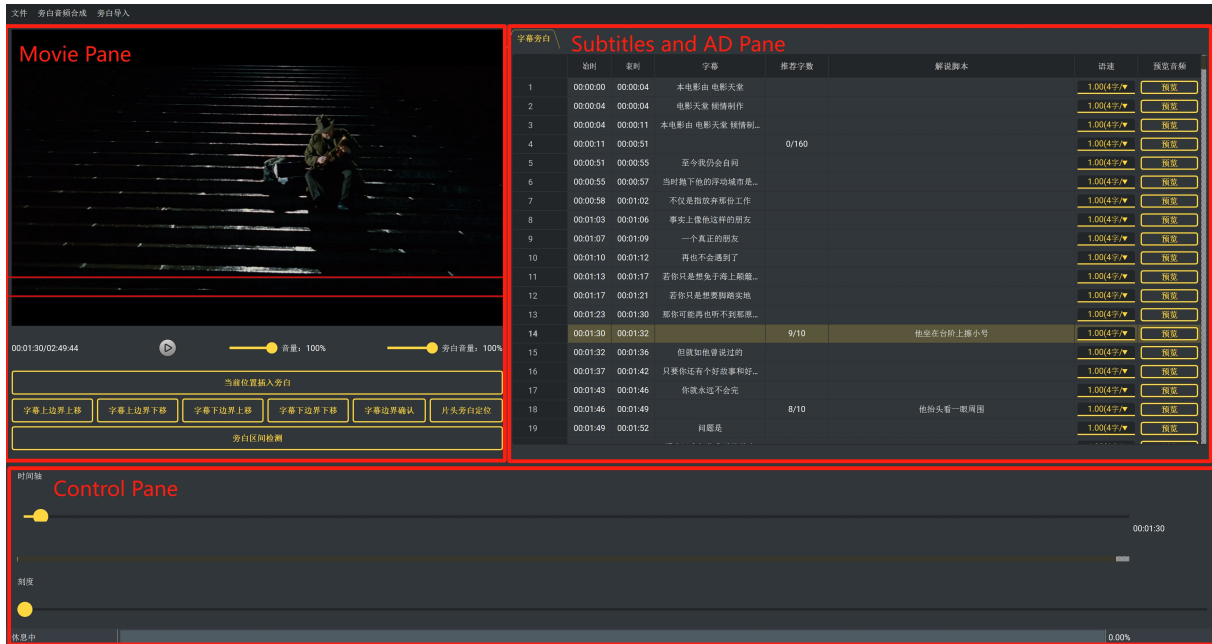 文件 旁白音频合成 旁白导入
Movie Pane
00:01:30/02:49:44 音量: 100% 旁白音量: 100%
当前位置插入旁白
字幕上边界上移 字幕上边界下移 字幕下边界上移 字幕下边界下移 字幕边界确认 片头旁白定位
旁白区间检测
字幕旁白
Subtitles and AD Pane
始时 衷时 字幕 推荐字数 解说脚本 语速 预览音频
1 00:00:00 00:00:04 本电影由 电影天堂 1.00(4字/▼ 预览
2 00:00:04 00:00:04 电影天堂 倾情制作 1.00(4字/▼ 预览
3 00:00:04 00:00:11 本电影由 电影天堂 倾情制... 1.00(4字/▼ 预览
4 00:00:11 00:00:51 0/160 1.00(4字/▼ 预览
5 00:00:51 00:00:55 至今我仍会自问 1.00(4字/▼ 预览
6 00:00:55 00:00:57 当时抛下他的浮动城市是... 1.00(4字/▼ 预览
7 00:00:58 00:01:02 不仅是指放弃那份工作 1.00(4字/▼ 预览
8 00:01:03 00:01:06 事实上像他这样的朋友 1.00(4字/▼ 预览
9 00:01:07 00:01:09 一个真正的朋友 1.00(4字/▼ 预览
10 00:01:10 00:01:12 再也不会遇到了 1.00(4字/▼ 预览
11 00:01:13 00:01:17 若你只是想免于海上颠簸... 1.00(4字/▼ 预览
12 00:01:17 00:01:21 若你只是想要脚踏实地 1.00(4字/▼ 预览
13 00:01:23 00:01:30 那你可能再也听不到那原... 1.00(4字/▼ 预览
14 00:01:30 00:01:32 9/10 他坐在台阶上擦小号 1.00(4字/▼ 预览
15 00:01:32 00:01:36 但就如他曾说过的 1.00(4字/▼ 预览
16 00:01:37 00:01:42 只要你还有个好故事和好... 1.00(4字/▼ 预览
17 00:01:43 00:01:46 你就永远不会完 1.00(4字/▼ 预览
18 00:01:46 00:01:49 8/10 他抬头看一眼周围 1.00(4字/▼ 预览
19 00:01:49 00:01:52 问题是 1.00(4字/▼ 预览
时间轴
Control Pane
00:01:30
刻度
休息中 0.00%